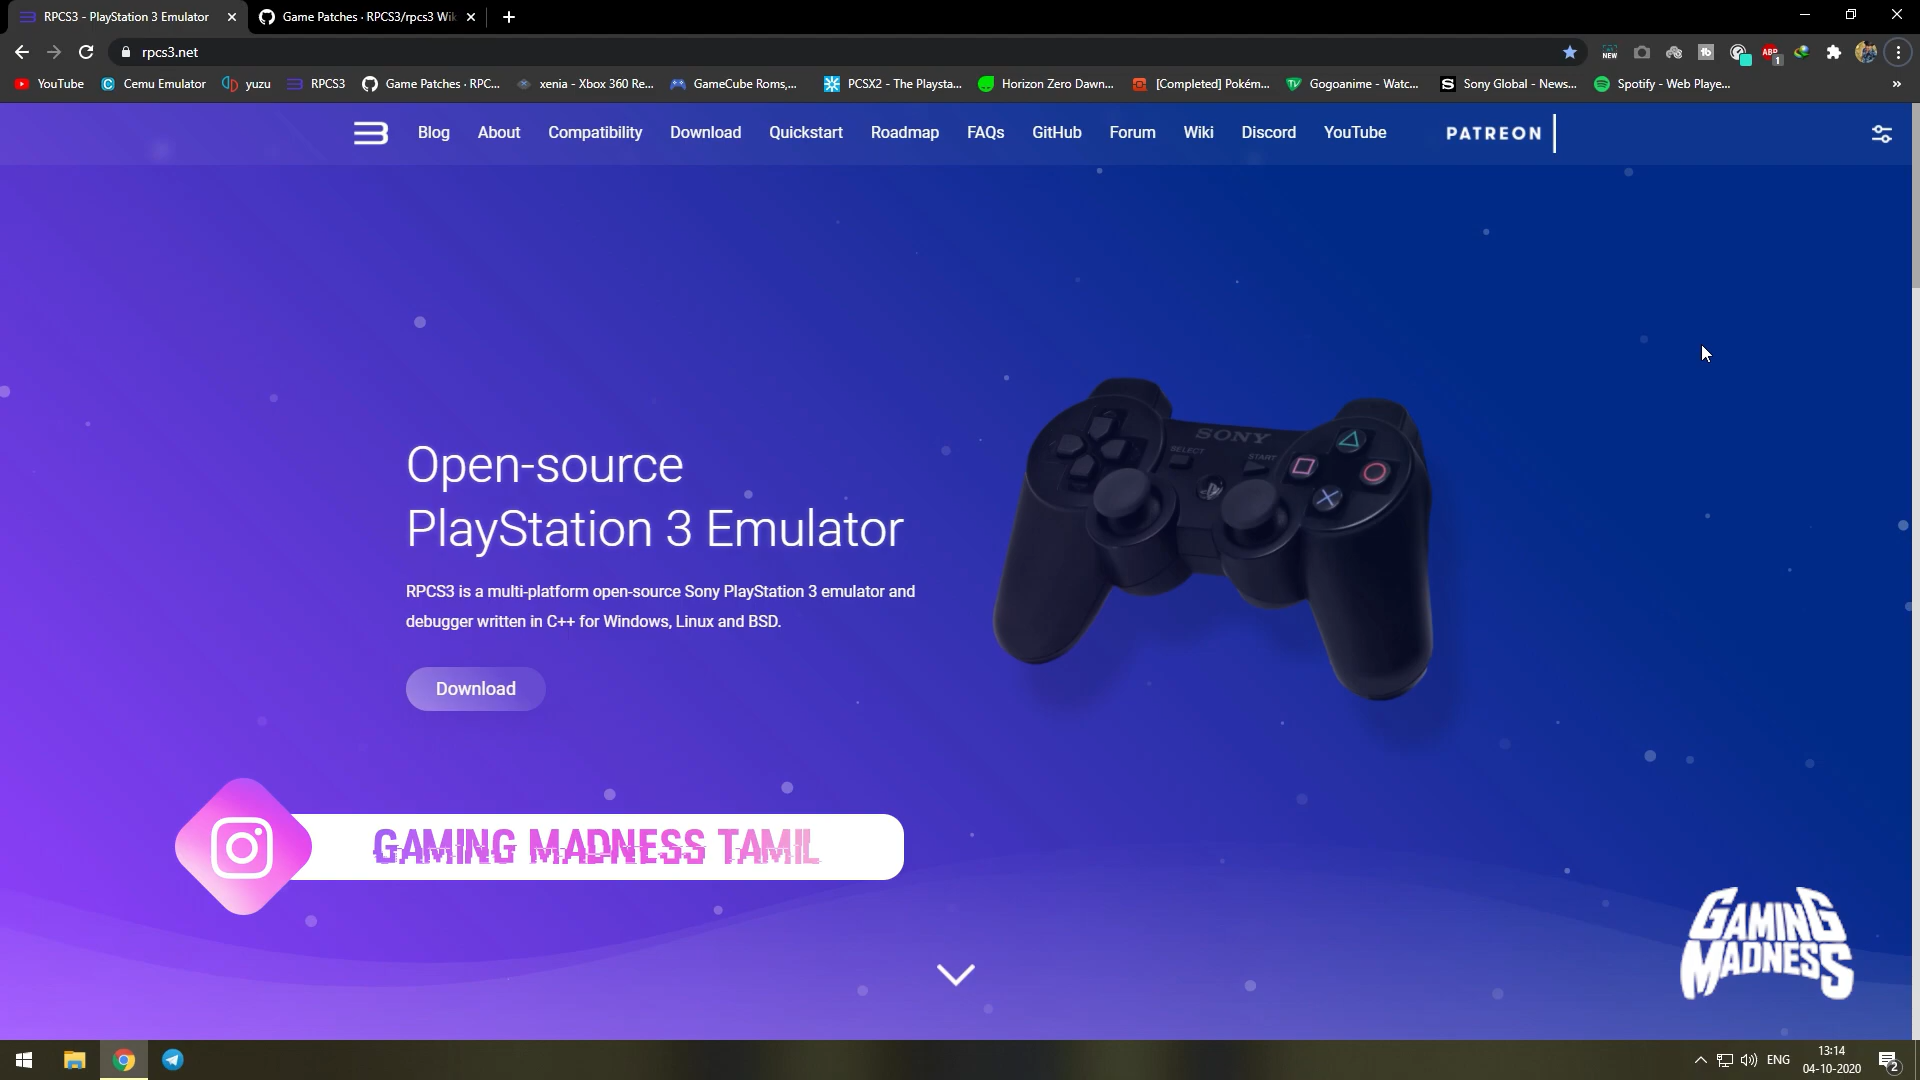 RPCS3 - PlayStation 3 Emulator
Game Patches · RPCS3/rpcs3 Wik
rpcs3.net
NEW
ABP
1
YouTube
Cemu Emulator
yuzu
RPCS3
Game Patches · RPC...
xenia - Xbox 360 Re...
GameCube Roms,...
PCSX2 - The Playsta...
Horizon Zero Dawn...
[Completed] Pokém...
Gogoanime - Watc...
Sony Global - News...
Spotify - Web Playe...
Blog
About
Compatibility
Download
Quickstart
Roadmap
FAQs
GitHub
Forum
Wiki
Discord
YouTube
PATREON
SONY
SELECT
START
Open-source
PlayStation 3 Emulator
RPCS3 is a multi-platform open-source Sony PlayStation 3 emulator and
debugger written in C++ for Windows, Linux and BSD.
Download
GAMING MADNESS TAMIL
GAMING
MADNESS
ENG
13:14
04-10-2020
2